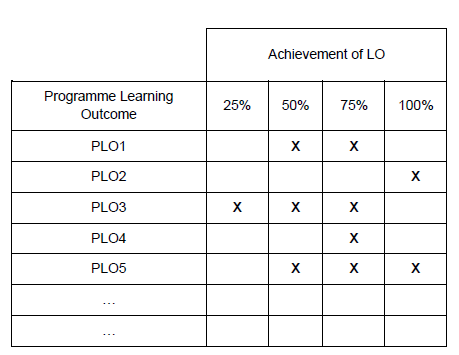 Achievement of LO
Programme Learning
Outcome
25% 50% 75% 100%
PLO1 X X
PLO2 X
PLO3 X X X
PLO4 X
PLO5 X X X
…
…